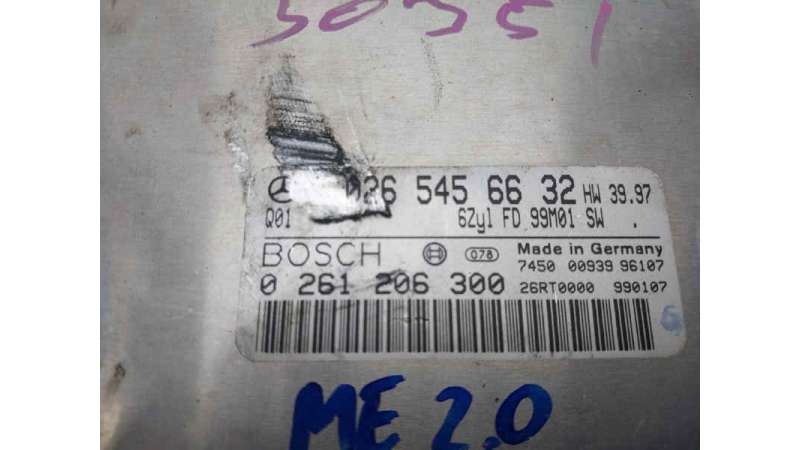 026 545 66 32 HW 39.97
Q01 6Zyl FD 99M01 SW .
BOSCH 078 Made in Germany
7450 00939 96107
0 261 206 300 26RT0000 990107
ME 2.0